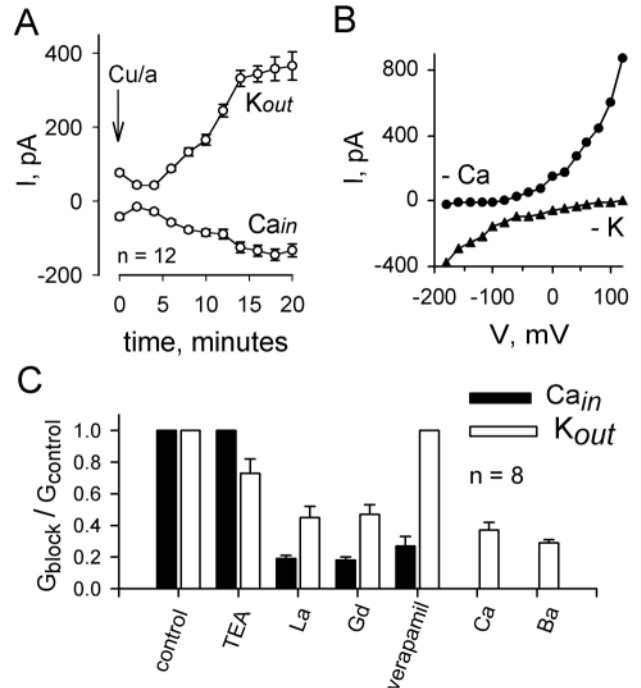 A
Cu/a
400
200
0
-200
I, pA
Kout
Cain
n = 12
0 5 10 15 20
time, minutes
B
800
400
0
-400
I, pA
- Ca
- K
-200 -100 0 100
V, mV
C
Cain
Kout
n = 8
1.0
0.8
0.6
0.4
0.2
0.0
Gblock / Gcontrol
control
TEA
La
Gd
verapamil
Ca
Ba